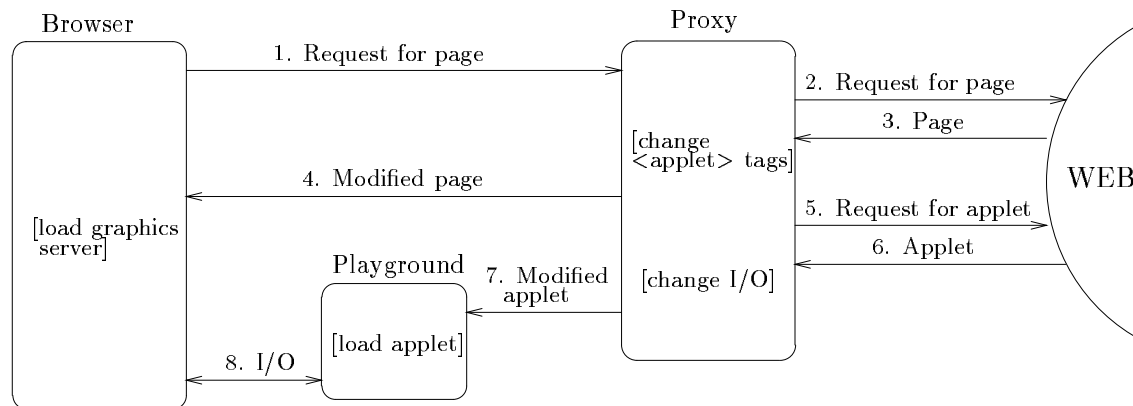 Browser
Proxy
1. Request for page
2. Request for page
3. Page
[change
<applet> tags]
4. Modified page
WEB
5. Request for applet
[load graphics
server]
6. Applet
Playground
7. Modified
applet
[change I/O]
[load applet]
8. I/O